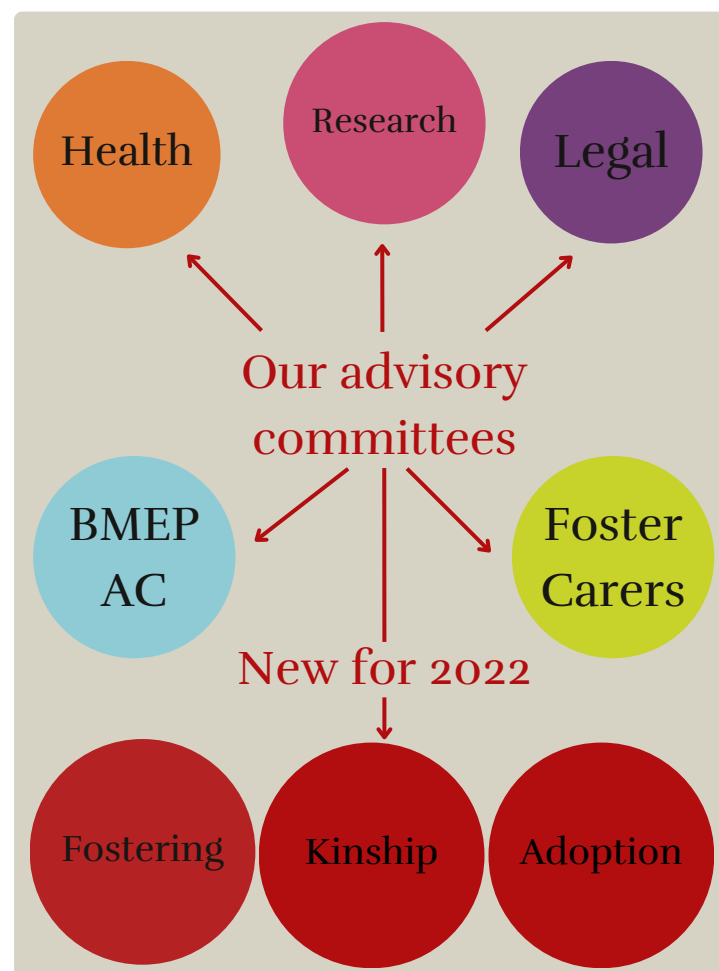 Health
Research
Legal
Our advisory
committees
BMEP
AC
Foster
Carers
New for 2022
Fostering
Kinship
Adoption